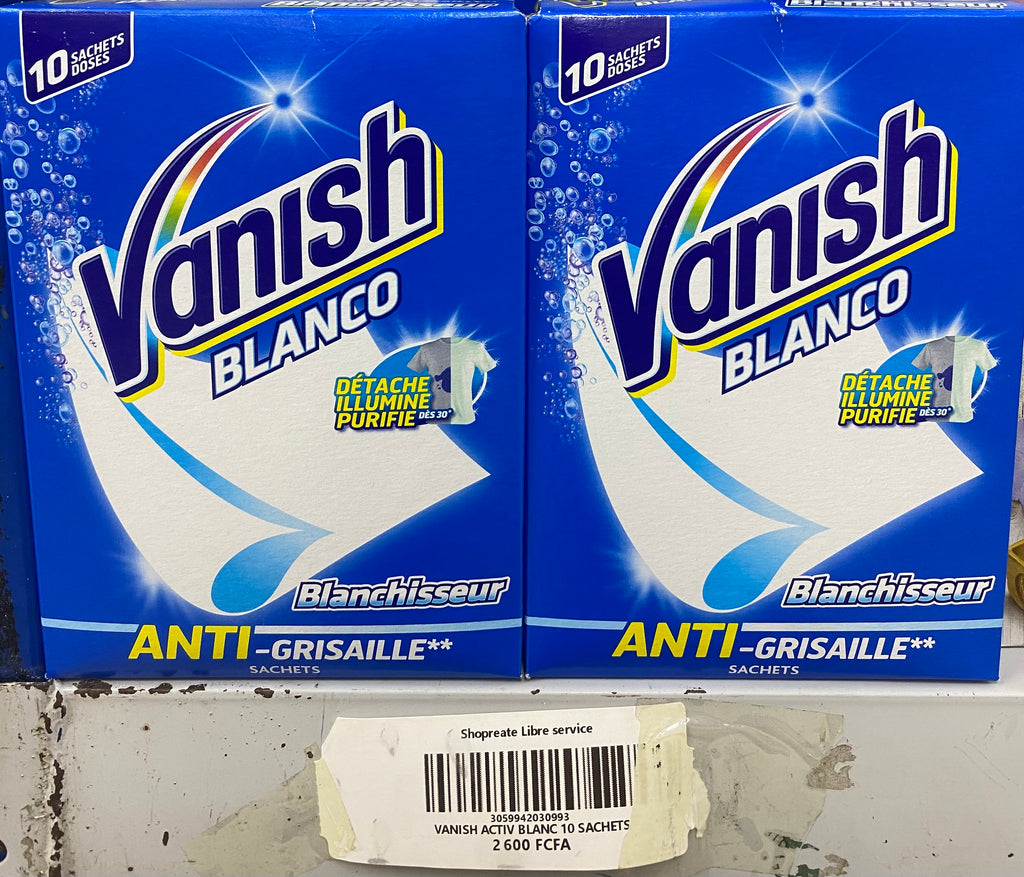 10 SACHETS
DOSES
Vanish
BLANCO
DÉTACHE
ILLUMINE
PURIFIE DÈS 30°
Blanchisseur
ANTI-GRISAILLE**
SACHETS
10 SACHETS
DOSES
Vanish
BLANCO
DÉTACHE
ILLUMINE
PURIFIE DÈS 30°
Blanchisseur
ANTI-GRISAILLE**
SACHETS
Shopreate Libre service
3059942030993
VANISH ACTIV BLANC 10 SACHETS
2 600 FCFA